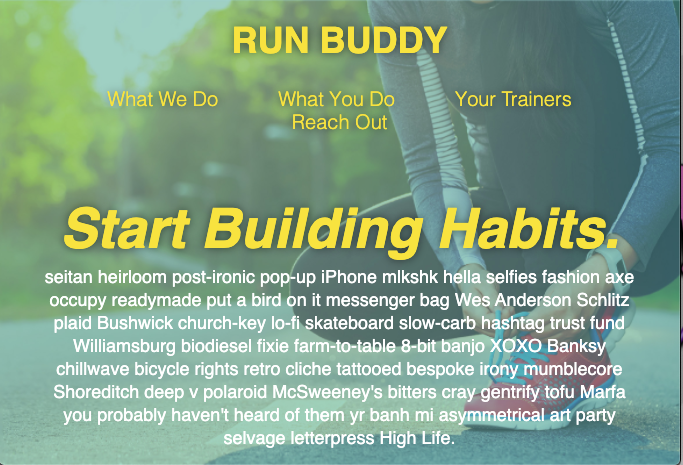 RUN BUDDY
What We Do What You Do Your Trainers
Reach Out
Start Building Habits.
seitan heirloom post-ironic pop-up iPhone mlkshk hella selfies fashion axe
occupy readymade put a bird on it messenger bag Wes Anderson Schlitz
plaid Bushwick church-key lo-fi skateboard slow-carb hashtag trust fund
Williamsburg biodiesel fixie farm-to-table 8-bit banjo XOXO Banksy
chillwave bicycle rights retro cliche tattooed bespoke irony mumblecore
Shoreditch deep v polaroid McSweeney's bitters cray gentrify tofu Marfa
you probably haven't heard of them yr banh mi asymmetrical art party
selvage letterpress High Life.